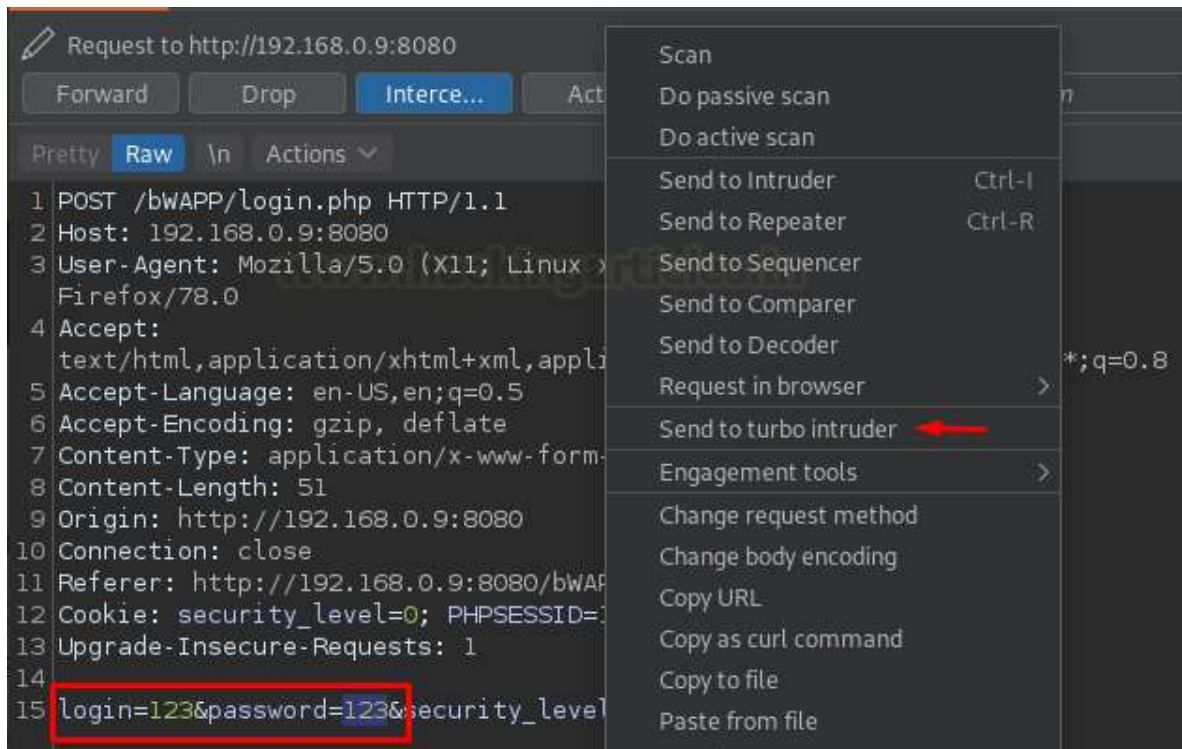 Request to http://192.168.0.9:8080
Forward Drop Interce... Act n
Pretty Raw \n Actions
1 POST /bWAPP/login.php HTTP/1.1
2 Host: 192.168.0.9:8080
3 User-Agent: Mozilla/5.0 (X11; Linux x
Firefox/78.0
4 Accept:
text/html,application/xhtml+xml,appli *;q=0.8
5 Accept-Language: en-US,en;q=0.5
6 Accept-Encoding: gzip, deflate
7 Content-Type: application/x-www-form-
8 Content-Length: 51
9 Origin: http://192.168.0.9:8080
10 Connection: close
11 Referer: http://192.168.0.9:8080/bWAP
12 Cookie: security_level=0; PHPSESSID=1
13 Upgrade-Insecure-Requests: 1
14
15 login=123&password=123&security_level
Scan
Do passive scan
Do active scan
Send to Intruder Ctrl-I
Send to Repeater Ctrl-R
Send to Sequencer
Send to Comparer
Send to Decoder
Request in browser >
Send to turbo intruder
Engagement tools >
Change request method
Change body encoding
Copy URL
Copy as curl command
Copy to file
Paste from file